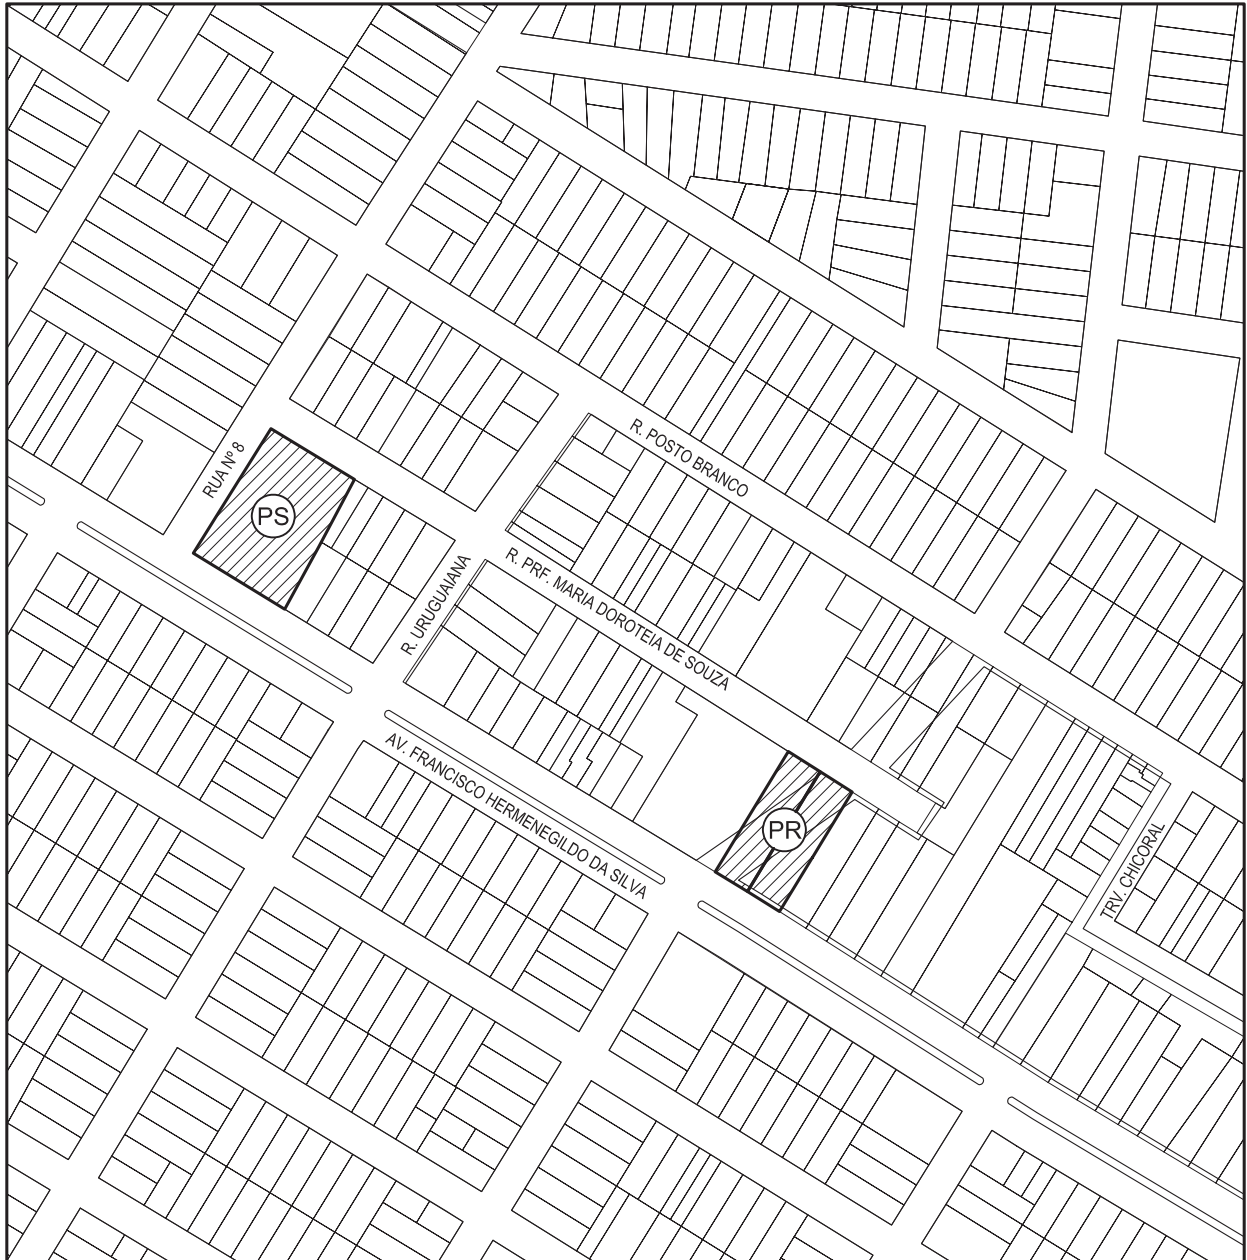 R. POSTO BRANCO
RUA Nº 8
PS
R. PRF. MARIA DOROTEIA DE SOUZA
R. URUGUAIANA
AV. FRANCISCO HERMENEGILDO DA SILVA
PR
TRV. CHICORAL